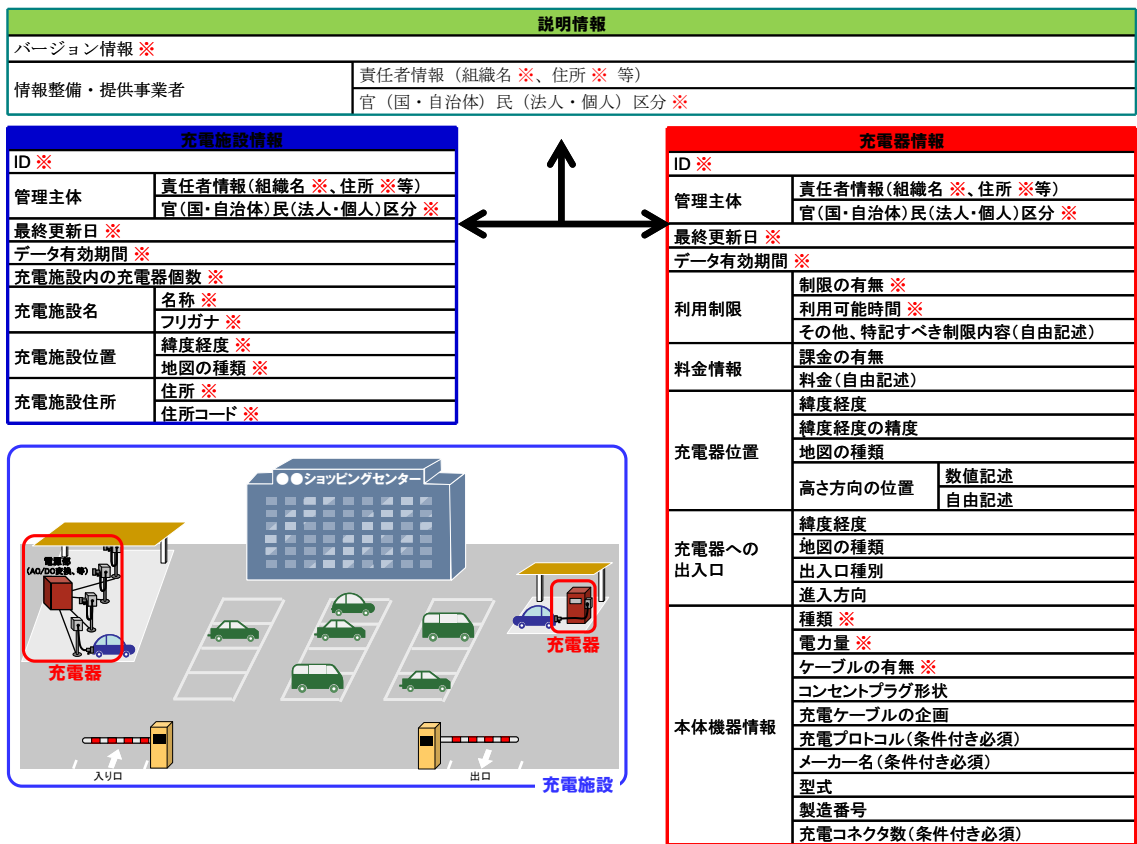 説明情報
バージョン情報 ※
情報整備・提供事業者
責任者情報（組織名 ※、住所 ※ 等）
官（国・自治体）民（法人・個人）区分 ※
充電施設情報
ID ※
管理主体
責任者情報(組織名 ※、住所 ※等)
官(国・自治体)民(法人・個人)区分 ※
最終更新日 ※
データ有効期間 ※
充電施設内の充電器個数 ※
充電施設名
名称 ※
フリガナ ※
充電施設位置
緯度経度 ※
地図の種類 ※
充電施設住所
住所 ※
住所コード ※
充電器情報
ID ※
管理主体
責任者情報(組織名 ※、住所 ※等)
官(国・自治体)民(法人・個人)区分 ※
最終更新日 ※
データ有効期間 ※
利用制限
制限の有無 ※
利用可能時間 ※
その他、特記すべき制限内容(自由記述)
料金情報
課金の有無
料金(自由記述)
充電器位置
緯度経度
緯度経度の精度
地図の種類
高さ方向の位置
数値記述
自由記述
充電器への
出入口
緯度経度
地図の種類
出入口種別
進入方向
本体機器情報
種類 ※
電力量 ※
ケーブルの有無 ※
コンセントプラグ形状
充電ケーブルの企画
充電プロトコル(条件付き必須)
メーカー名(条件付き必須)
型式
製造番号
充電コネクタ数(条件付き必須)
●●ショッピングセンター
電源部
(AC/DC変換、等)
充電器
充電器
入り口
出口
充電施設